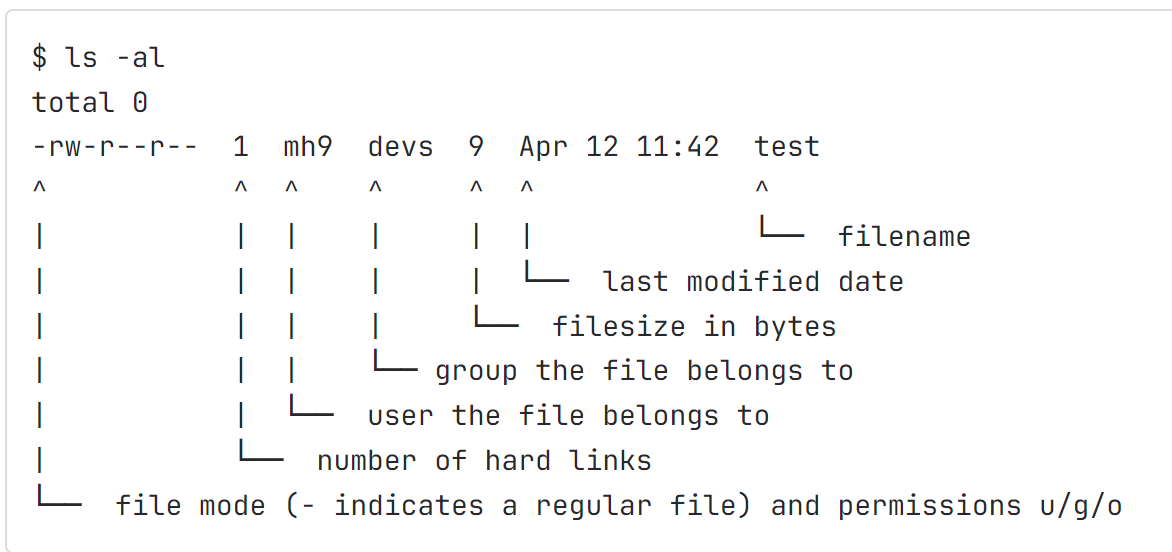 $ ls -al
total 0
-rw-r--r--  1  mh9  devs  9  Apr 12 11:42  test
^           ^  ^    ^     ^  ^             ^
|           |  |    |     |  |             └──  filename
|           |  |    |     |  └──  last modified date
|           |  |    |     └──  filesize in bytes
|           |  |    └── group the file belongs to
|           |  └──  user the file belongs to
|           └──  number of hard links
└──  file mode (- indicates a regular file) and permissions u/g/o